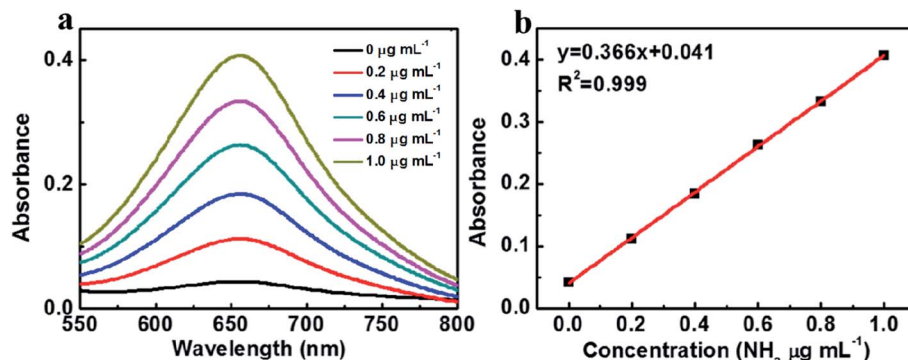 a
0 μg mL⁻¹
0.2 μg mL⁻¹
0.4 μg mL⁻¹
0.6 μg mL⁻¹
0.8 μg mL⁻¹
1.0 μg mL⁻¹
0.4
0.2
0.0
Absorbance
550 600 650 700 750 800
Wavelength (nm)
b
y=0.366x+0.041
R²=0.999
0.4
0.3
0.2
0.1
0.0
Absorbance
0.0 0.2 0.4 0.6 0.8 1.0
Concentration (NH₃ μg mL⁻¹)